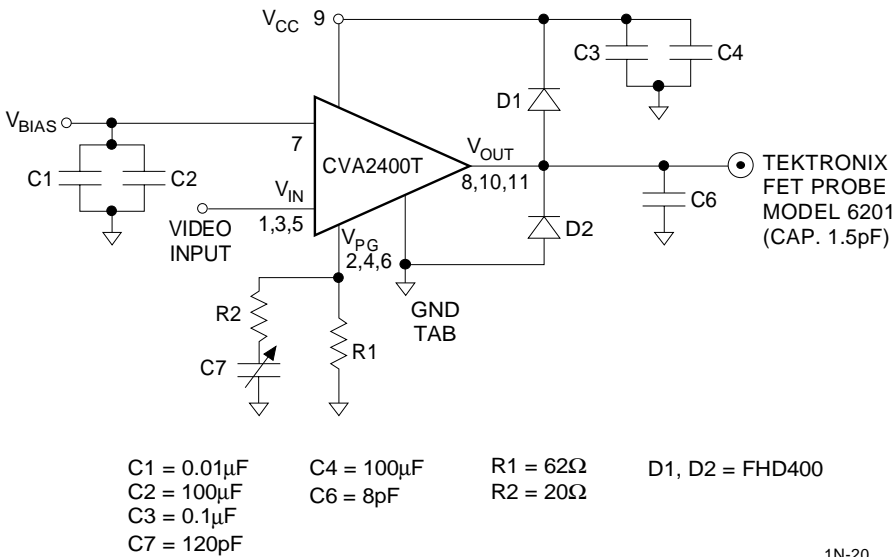 VCC 9
C3
C4
D1
VBIAS
7
VOUT
CVA2400T
8,10,11
TEKTRONIX
FET PROBE
MODEL 6201
(CAP. 1.5pF)
C1
C2
VIN
1,3,5
VIDEO
INPUT
C6
D2
VPG
2,4,6
GND
TAB
R2
R1
C7
C1 = 0.01µF
C2 = 100µF
C3 = 0.1µF
C7 = 120pF
C4 = 100µF
C6 = 8pF
R1 = 62Ω
R2 = 20Ω
D1, D2 = FHD400
1N-20